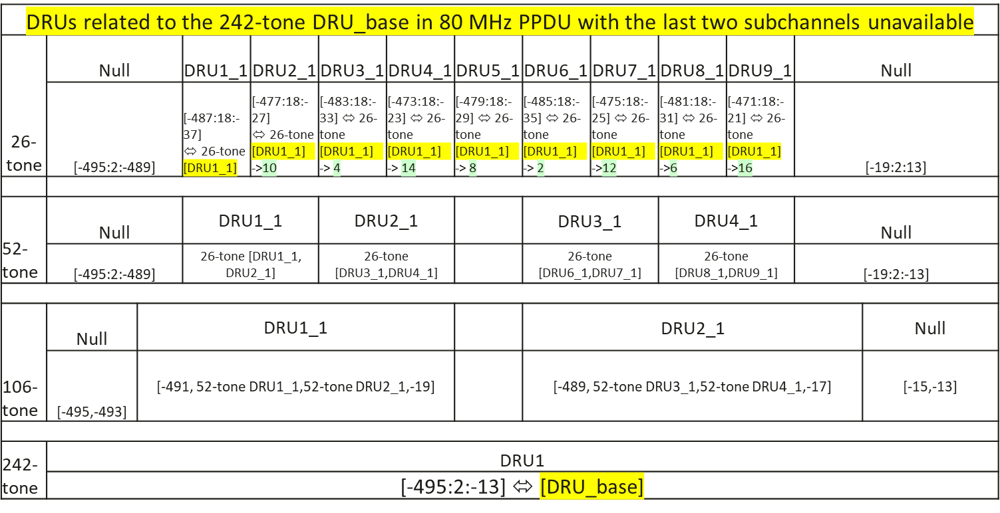 DRUs related to the 242-tone DRU_base in 80 MHz PPDU with the last two subchannels unavailable
26-
tone
Null
DRU1_1
DRU2_1
DRU3_1
DRU4_1
DRU5_1
DRU6_1
DRU7_1
DRU8_1
DRU9_1
Null
[-495:2:-489]
[-487:18:-
37]
⬄ 26-tone
[DRU1_1]
[-477:18:-
27]
⬄ 26-tone
[DRU1_1]
->10
[-483:18:-
33] ⬄ 26-
tone
[DRU1_1]
-> 4
[-473:18:-
23] ⬄ 26-
tone
[DRU1_1]
-> 14
[-479:18:-
29] ⬄ 26-
tone
[DRU1_1]
-> 8
[-485:18:-
35] ⬄ 26-
tone
[DRU1_1]
-> 2
[-475:18:-
25] ⬄ 26-
tone
[DRU1_1]
->12
[-481:18:-
31] ⬄ 26-
tone
[DRU1_1]
->6
[-471:18:-
21] ⬄ 26-
tone
[DRU1_1]
->16
[-19:2:13]
52-
tone
Null
DRU1_1
DRU2_1
DRU3_1
DRU4_1
Null
[-495:2:-489]
26-tone [DRU1_1,
DRU2_1]
26-tone
[DRU3_1,DRU4_1]
26-tone
[DRU6_1,DRU7_1]
26-tone
[DRU8_1,DRU9_1]
[-19:2:-13]
106-
tone
Null
DRU1_1
DRU2_1
Null
[-495,-493]
[-491, 52-tone DRU1_1,52-tone DRU2_1,-19]
[-489, 52-tone DRU3_1,52-tone DRU4_1,-17]
[-15,-13]
242-
tone
DRU1
[-495:2:-13] ⬄ [DRU_base]